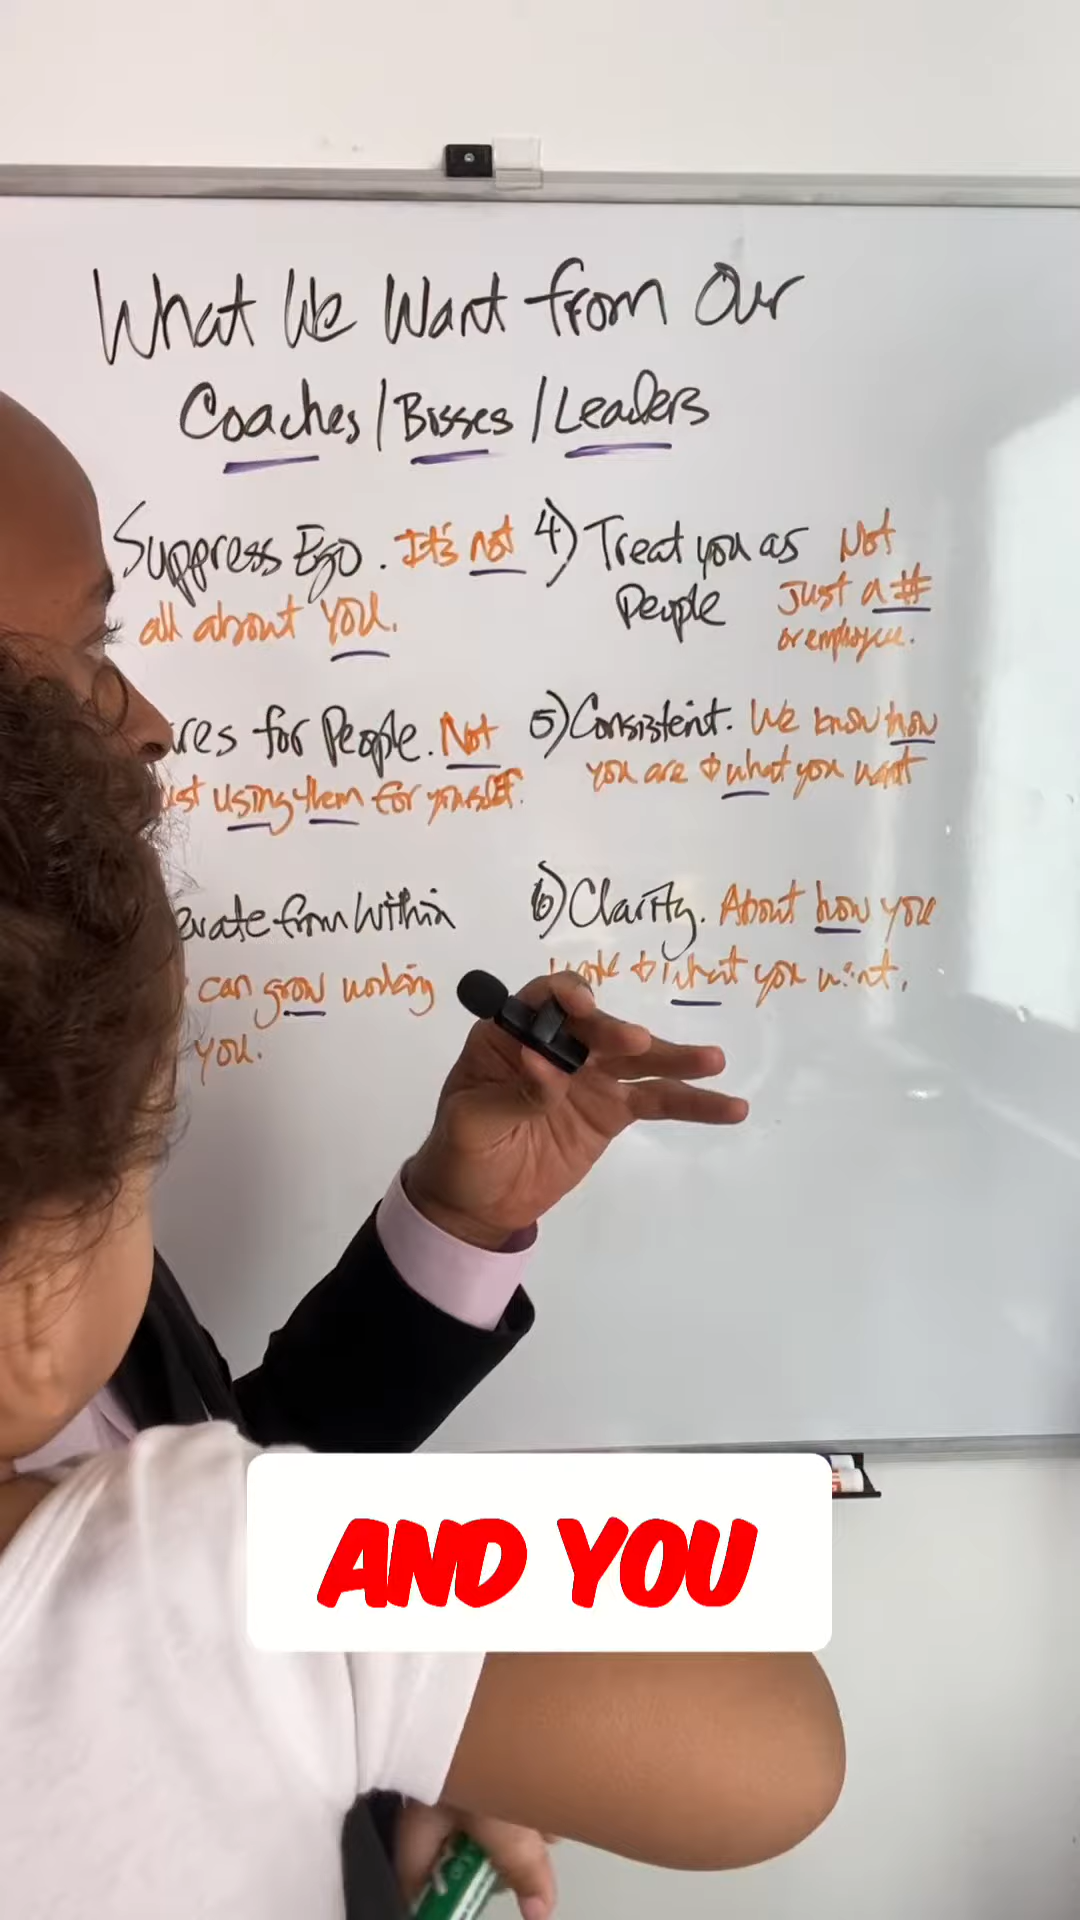 What We Want from Our
Coaches/Bosses/Leaders
Suppress Ego. It's not
all about YOU.
for People. Not
using them for yourself.
from Within
can grow working
you.
4) Treat you as Not
People Just a #
or employee.
5) Consistent. We know how
you are & what you want
6) Clarity. About how you
& what you want.
AND YOU